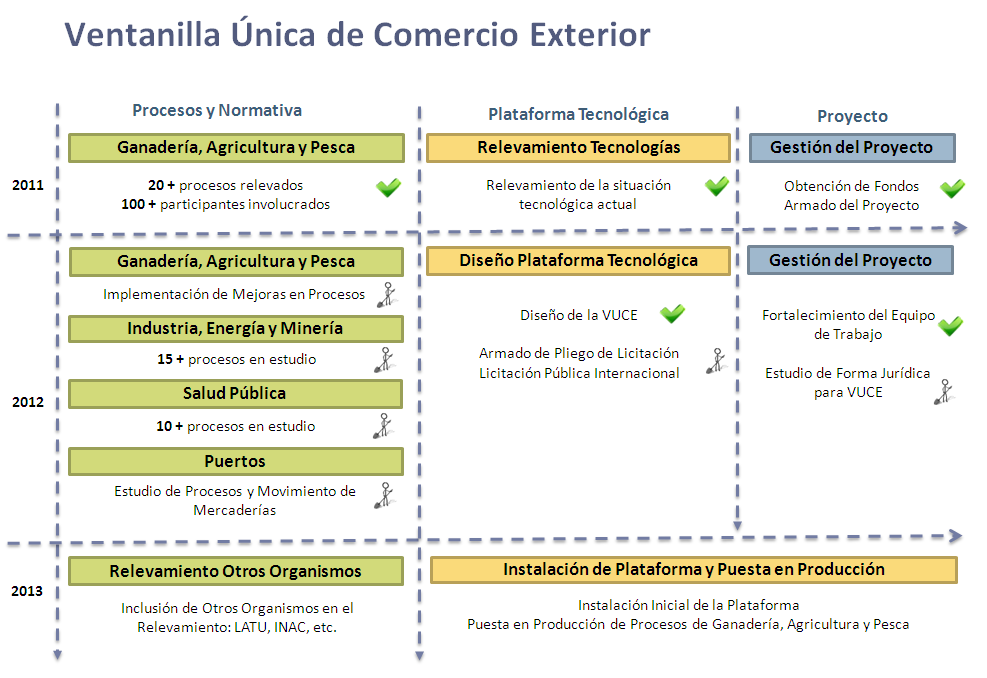 Ventanilla Única de Comercio Exterior
Procesos y Normativa
Plataforma Tecnológica
Proyecto
2011
Ganadería, Agricultura y Pesca
20 + procesos relevados
100 + participantes involucrados
Relevamiento Tecnologías
Relevamiento de la situación
tecnológica actual
Gestión del Proyecto
Obtención de Fondos
Armado del Proyecto
2012
Ganadería, Agricultura y Pesca
Implementación de Mejoras en Procesos
Industria, Energía y Minería
15 + procesos en estudio
Salud Pública
10 + procesos en estudio
Puertos
Estudio de Procesos y Movimiento de
Mercaderías
Diseño Plataforma Tecnológica
Diseño de la VUCE
Armado de Pliego de Licitación
Licitación Pública Internacional
Gestión del Proyecto
Fortalecimiento del Equipo
de Trabajo
Estudio de Forma Jurídica
para VUCE
2013
Relevamiento Otros Organismos
Inclusión de Otros Organismos en el
Relevamiento: LATU, INAC, etc.
Instalación de Plataforma y Puesta en Producción
Instalación Inicial de la Plataforma
Puesta en Producción de Procesos de Ganadería, Agricultura y Pesca